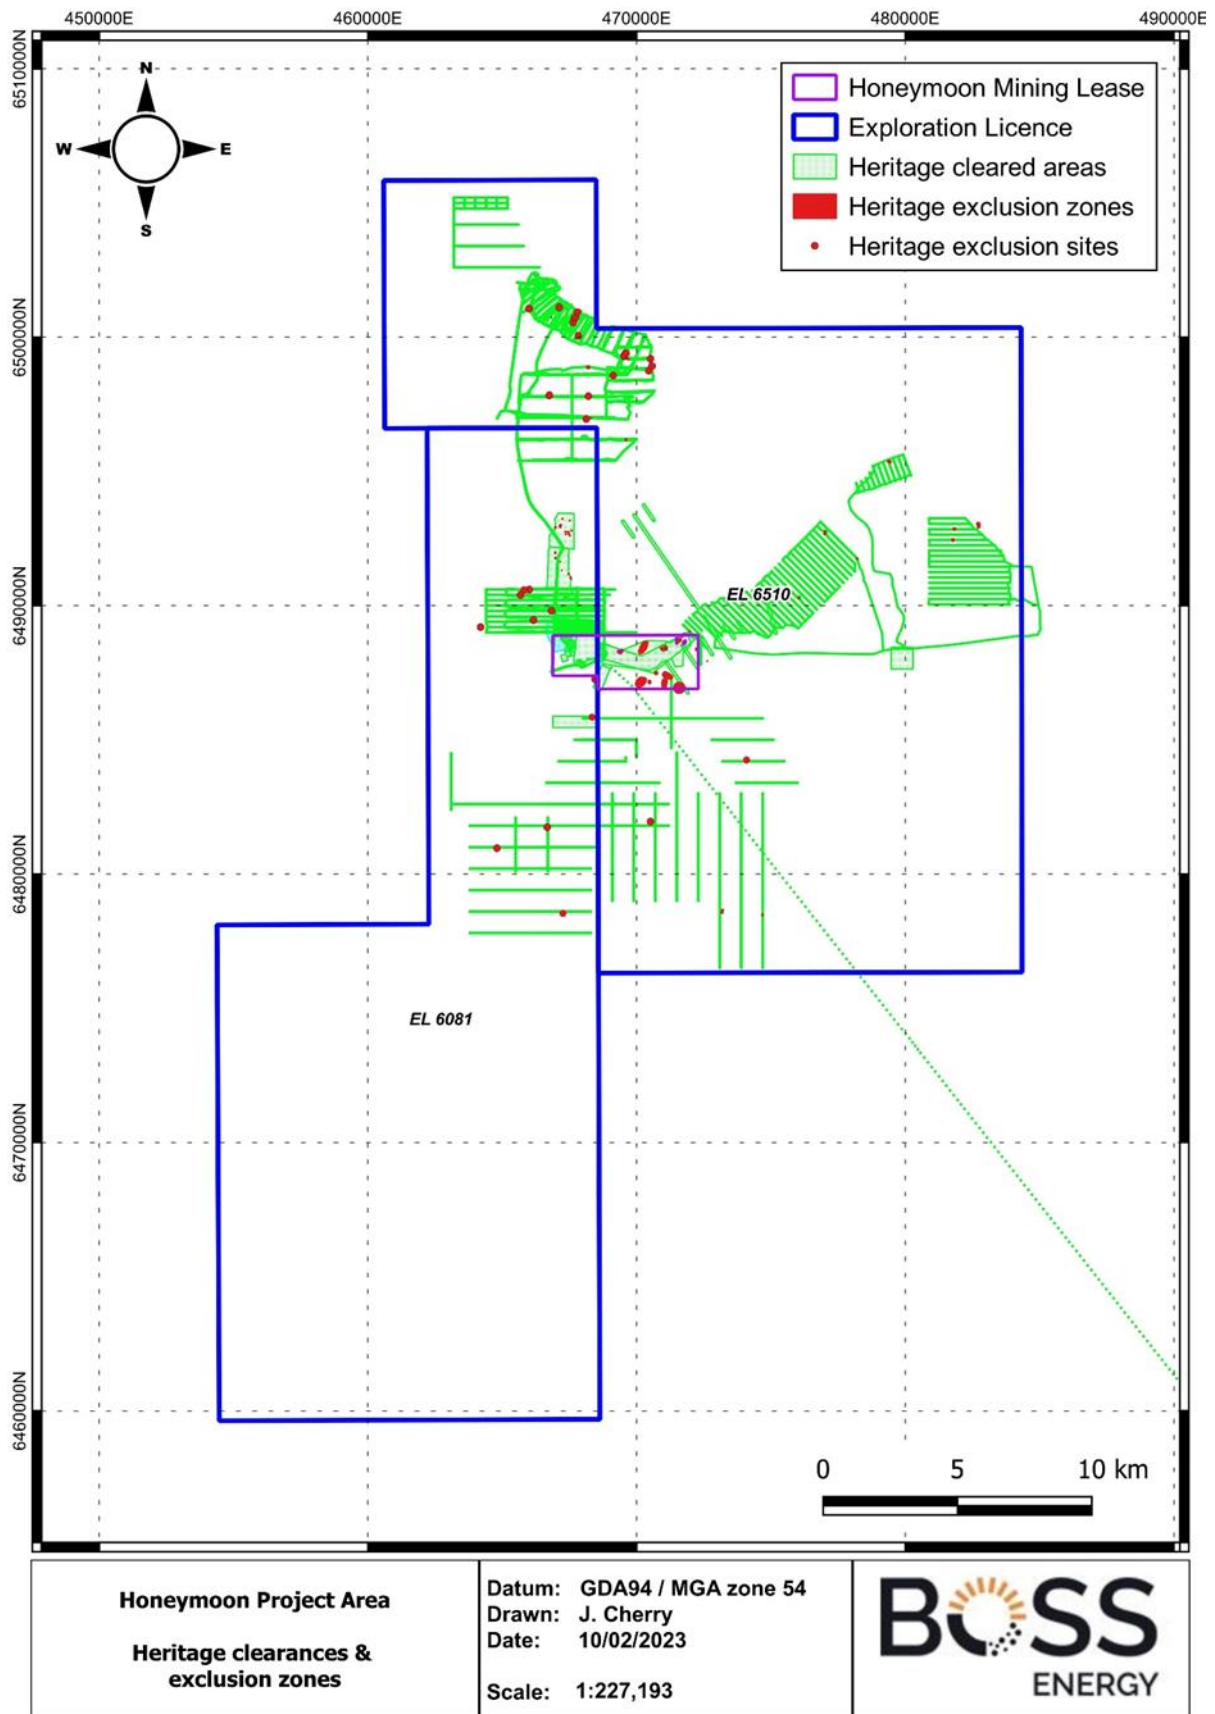 450000E 460000E 470000E 480000E 490000E
6510000N
6500000N
6490000N
6480000N
6470000N
6460000N
N
W E
S
Honeymoon Mining Lease
Exploration Licence
Heritage cleared areas
Heritage exclusion zones
Heritage exclusion sites
EL 6510
EL 6081
0 5 10 km
Honeymoon Project Area
Heritage clearances &
exclusion zones
Datum: GDA94 / MGA zone 54
Drawn: J. Cherry
Date: 10/02/2023
Scale: 1:227,193
BOSS
ENERGY